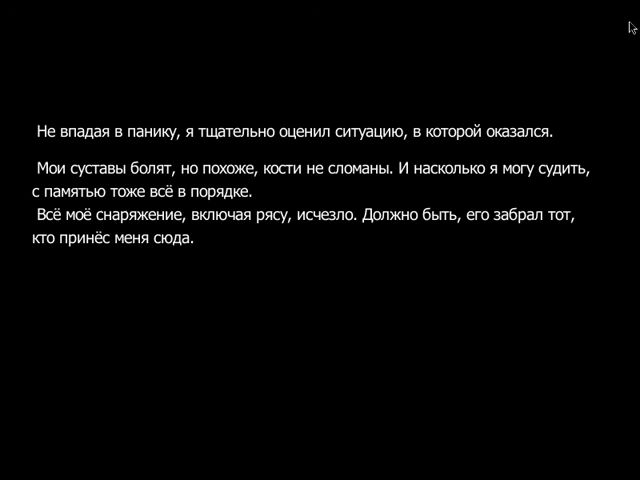 Не впадая в панику, я тщательно оценил ситуацию, в которой оказался.
Мои суставы болят, но похоже, кости не сломаны. И насколько я могу судить,
с памятью тоже всё в порядке.
Всё моё снаряжение, включая рясу, исчезло. Должно быть, его забрал тот,
кто принёс меня сюда.